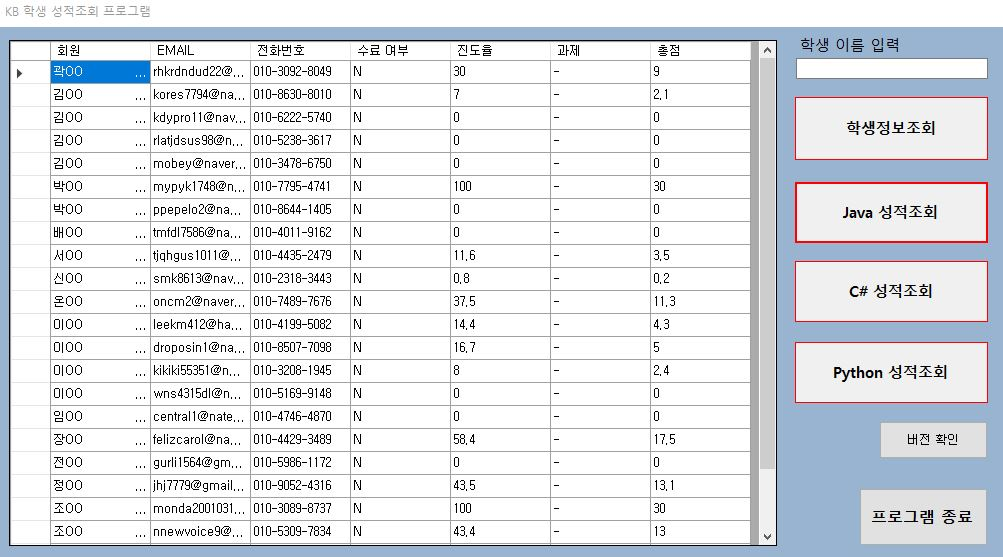 KB 학생 성적조회 프로그램
회원 EMAIL 전화번호 수료 여부 진도율 과제 총점
곽OO ... rhkrdndud22@... 010-3092-8049 N 30 - 9
김OO ... kores7794@na... 010-8630-8010 N 7 - 2,1
김OO ... kdypro11@nav... 010-6222-5740 N 0 - 0
김OO ... rlatjdsus98@n... 010-5238-3617 N 0 - 0
김OO ... mobey@naver... 010-3478-6750 N 0 - 0
박OO ... mypyk1748@n... 010-7795-4741 N 100 - 30
박OO ... ppepelo2@na... 010-8644-1405 N 0 - 0
배OO ... tmfdl7586@na... 010-4011-9162 N 0 - 0
서OO ... tjqhgus1011@... 010-4435-2479 N 11,6 - 3,5
신OO ... smk8613@nav... 010-2318-3443 N 0,8 - 0,2
온OO ... oncm2@naver... 010-7489-7676 N 37,5 - 11,3
이OO ... leekm412@ha... 010-4199-5082 N 14,4 - 4,3
이OO ... droposin1@na... 010-8507-7098 N 16,7 - 5
이OO ... kikiki55351@n... 010-3208-1945 N 8 - 2,4
이OO ... wns4315dl@n... 010-5169-9148 N 0 - 0
임OO ... central1@nate... 010-4746-4870 N 0 - 0
장OO ... felizcarol@na... 010-4429-3489 N 58,4 - 17,5
전OO ... gurli1564@gm... 010-5986-1172 N 0 - 0
정OO ... jhj7779@gmail... 010-9052-4316 N 43,5 - 13,1
조OO ... monda2001031... 010-3089-8737 N 100 - 30
조OO ... nnewvoice9@... 010-5309-7834 N 43,4 - 13
학생 이름 입력
학생정보조회
Java 성적조회
C# 성적조회
Python 성적조회
버전 확인
프로그램 종료